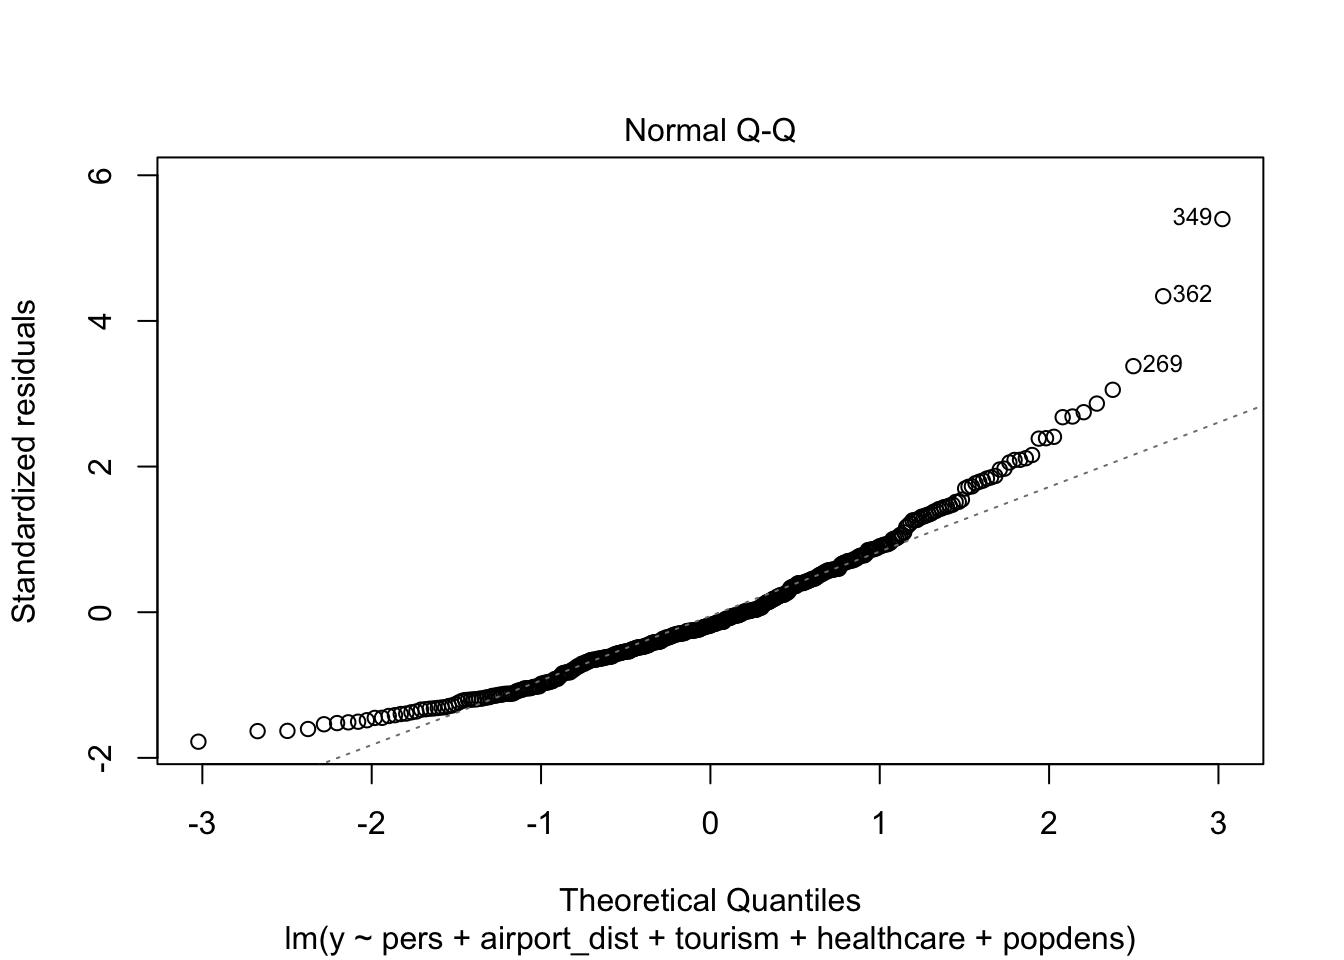 Normal Q-Q
6
4
2
0
-2
Standardized residuals
349
362
269
-3 -2 -1 0 1 2 3
Theoretical Quantiles
lm(y ~ pers + airport_dist + tourism + healthcare + popdens)